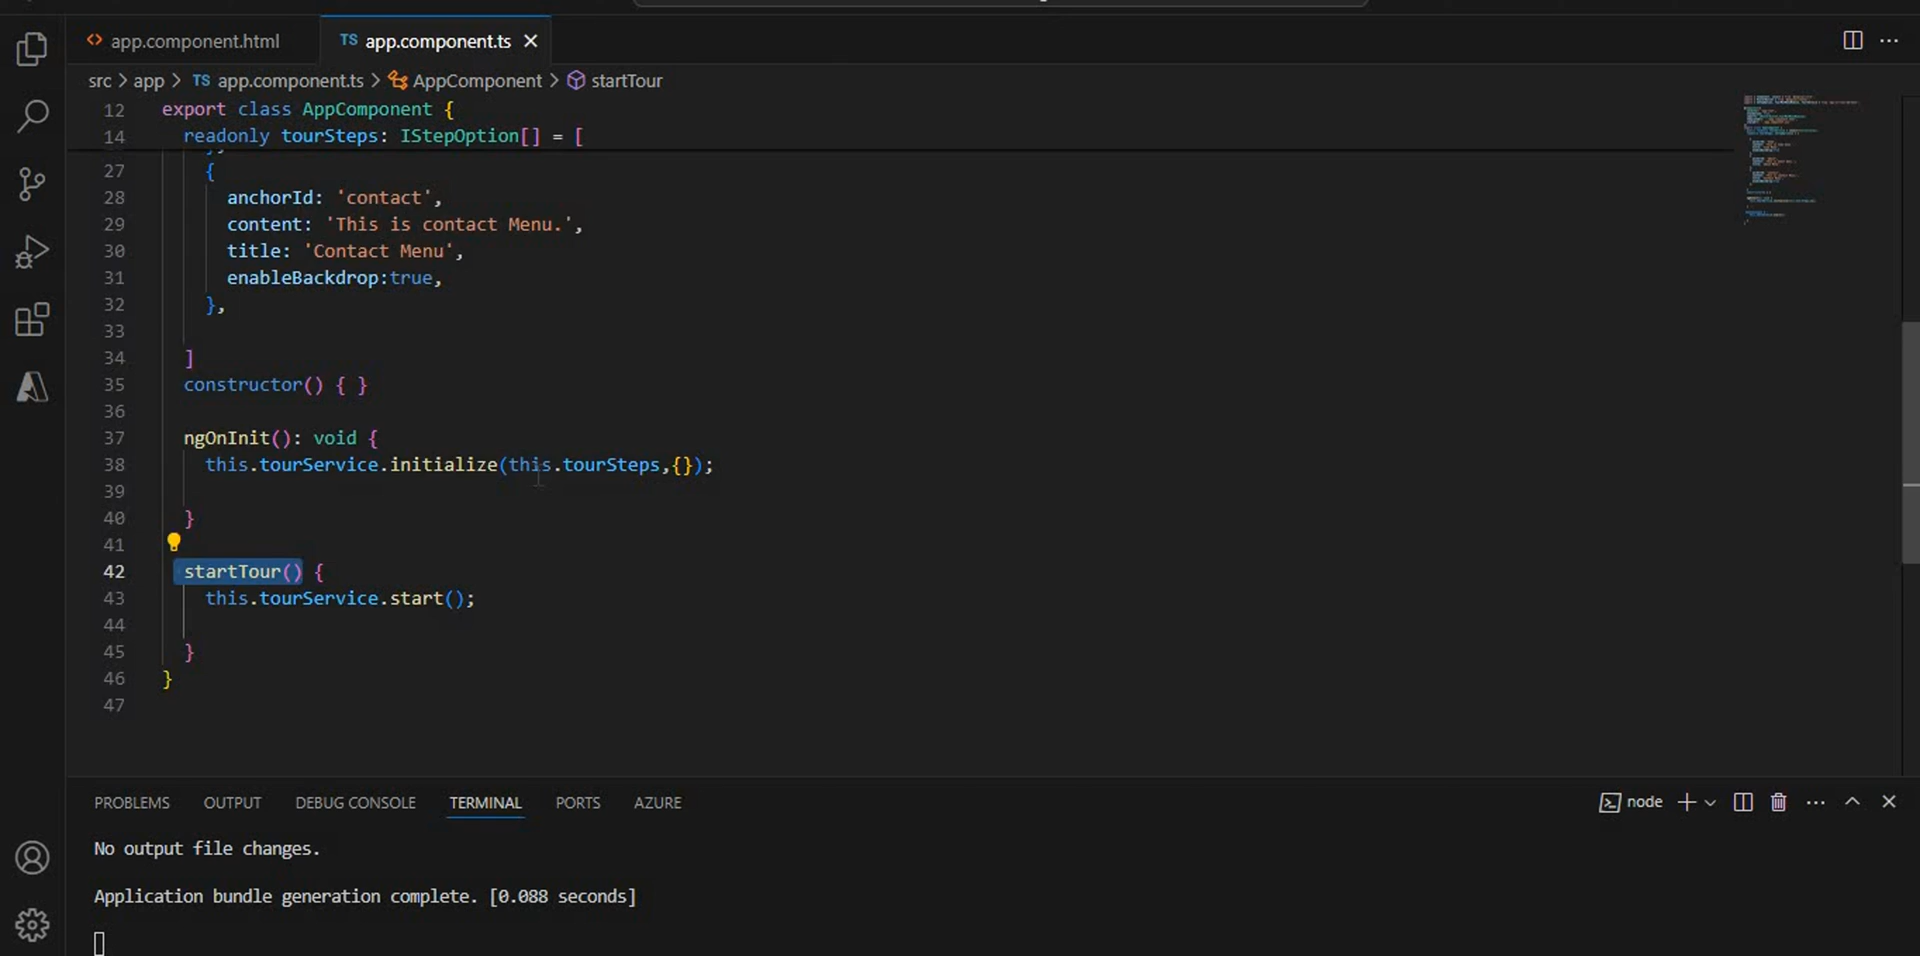 app.component.html
TS app.component.ts
src > app > TS app.component.ts > AppComponent > startTour
12 export class AppComponent {
14 readonly tourSteps: IStepOption[] = [
27 {
28 anchorId: 'contact',
29 content: 'This is contact Menu.',
30 title: 'Contact Menu',
31 enableBackdrop:true,
32 },
33
34 ]
35 constructor() { }
36
37 ngOnInit(): void {
38 this.tourService.initialize(this.tourSteps,{});
39
40 }
41
42 startTour() {
43 this.tourService.start();
44
45 }
46 }
47
PROBLEMS OUTPUT DEBUG CONSOLE TERMINAL PORTS AZURE node
No output file changes.
Application bundle generation complete. [0.088 seconds]